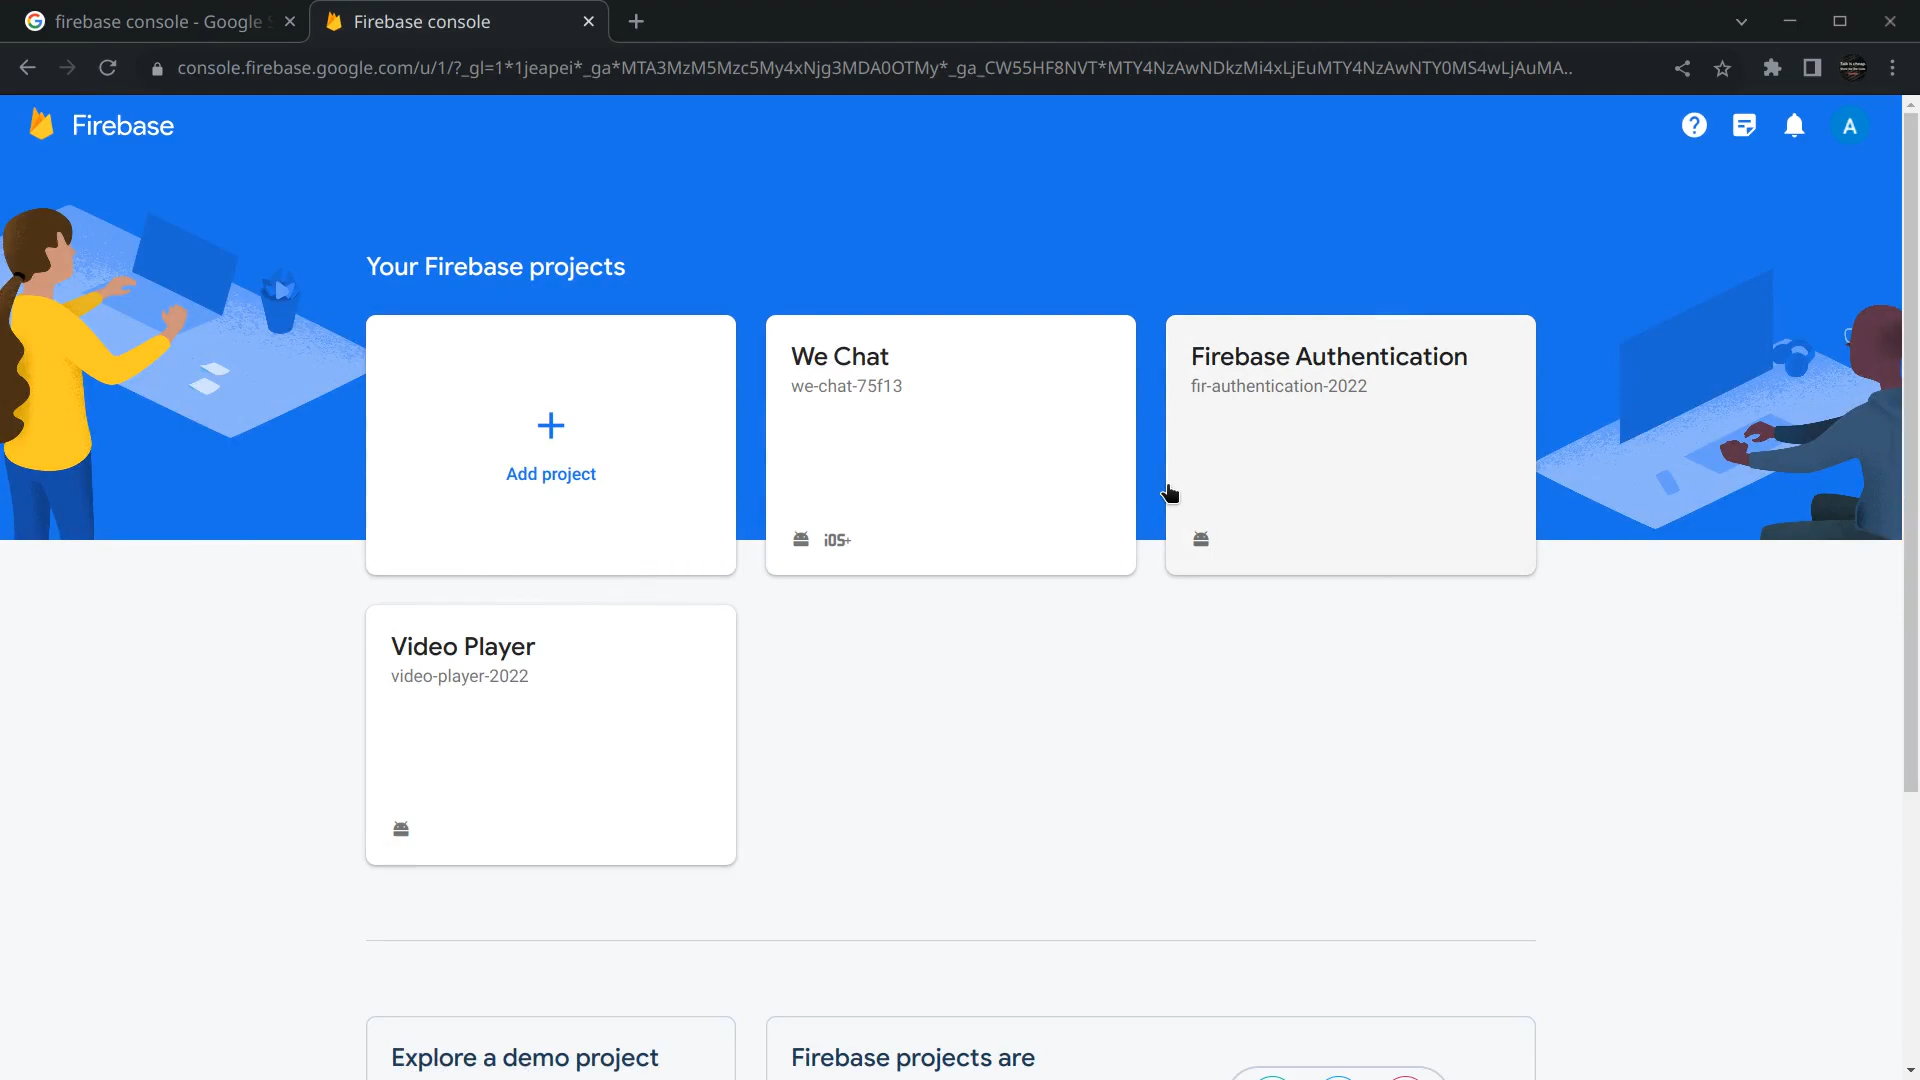 firebase console - Google
Firebase console
console.firebase.google.com/u/1/?_gl=1*1jeapei*_ga*MTA3MzM5Mzc5My4xNjg3MDA0OTMy*_ga_CW55HF8NVT*MTY4NzAwNDkzMi4xLjEuMTY4NzAwNTY0MS4wLjAuMA..
Firebase
A
Your Firebase projects
Add project
We Chat
we-chat-75f13
iOS+
Firebase Authentication
fir-authentication-2022
Video Player
video-player-2022
Explore a demo project
Firebase projects are